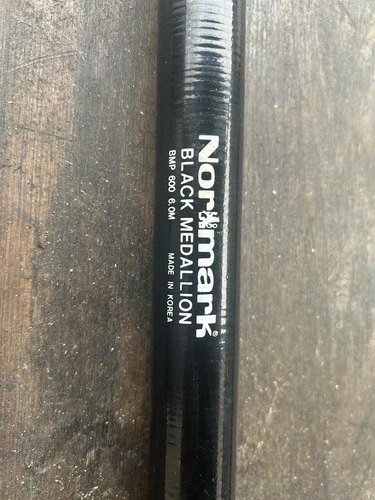 Normark®
BLACK MEDALLION
BMP 600 6.0M MADE IN KOREA